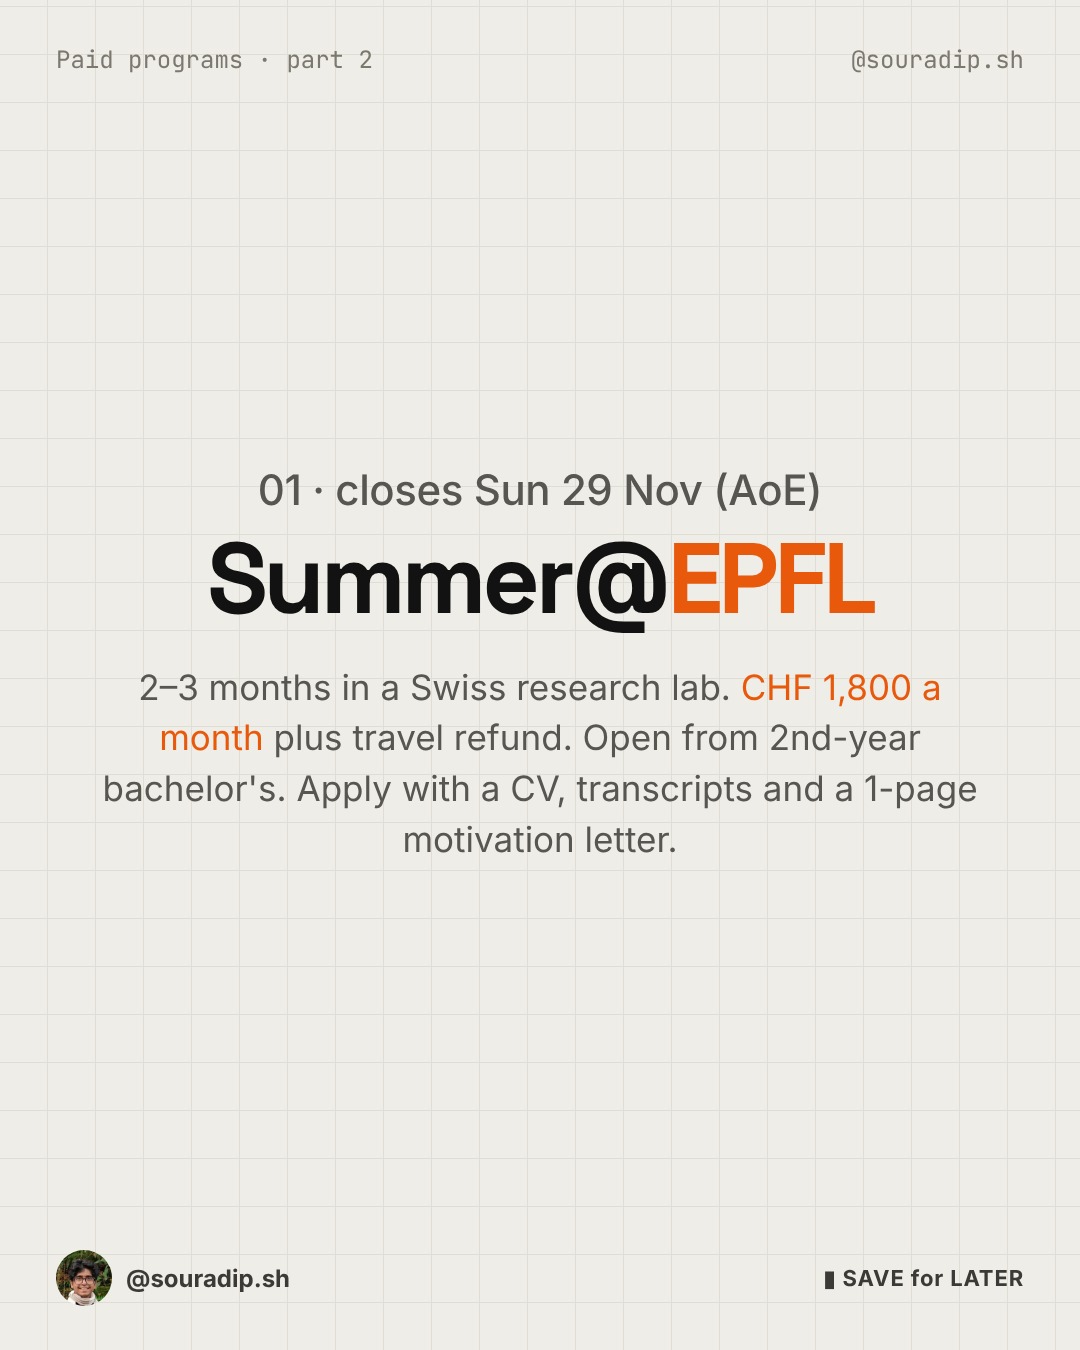 Paid programs · part 2
@souradip.sh
01 · closes Sun 29 Nov (AoE)
Summer@EPFL
2–3 months in a Swiss research lab. CHF 1,800 a
month plus travel refund. Open from 2nd-year
bachelor's. Apply with a CV, transcripts and a 1-page
motivation letter.
@souradip.sh
SAVE for LATER